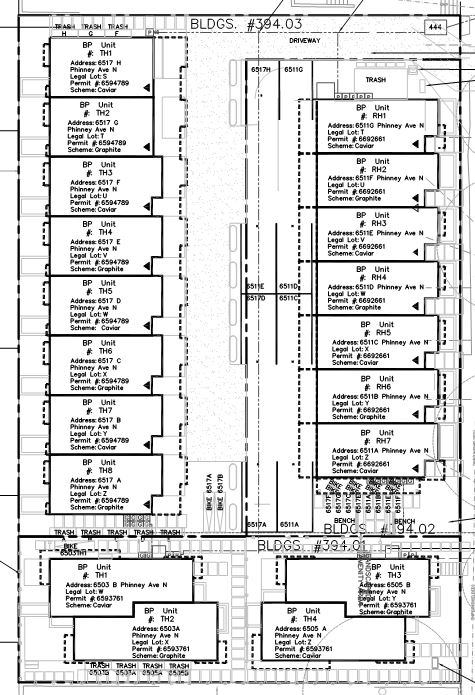 BLDGS. #394.03
444
TRASH TRASH TRASH
H G F
DRIVEWAY
6517H 6511G
TRASH
BP Unit
#: TH1
Address: 6517 H
Phinney Ave N
Legal Lot: S
Permit #: 6594789
Scheme: Caviar
BP Unit
#: TH2
Address: 6517 G
Phinney Ave N
Legal Lot: T
Permit #: 6594789
Scheme: Graphite
BP Unit
#: TH3
Address: 6517 F
Phinney Ave N
Legal Lot: U
Permit #: 6594789
Scheme: Caviar
BP Unit
#: TH4
Address: 6517 E
Phinney Ave N
Legal Lot: V
Permit #: 6594789
Scheme: Graphite
BP Unit
#: TH5
Address: 6517 D
Phinney Ave N
Legal Lot: W
Permit #: 6594789
Scheme: Caviar
BP Unit
#: TH6
Address: 6517 C
Phinney Ave N
Legal Lot: X
Permit #: 6594789
Scheme: Graphite
BP Unit
#: TH7
Address: 6517 B
Phinney Ave N
Legal Lot: Y
Permit #: 6594789
Scheme: Caviar
BP Unit
#: TH8
Address: 6517 A
Phinney Ave N
Legal Lot: Z
Permit #: 6594789
Scheme: Graphite
BP Unit
#: RH1
Address: 6511G Phinney Ave N
Legal Lot: T
Permit #: 6692661
Scheme: Caviar
BP Unit
#: RH2
Address: 6511F Phinney Ave N
Legal Lot: U
Permit #: 6692661
Scheme: Graphite
BP Unit
#: RH3
Address: 6511E Phinney Ave N
Legal Lot: V
Permit #: 6692661
Scheme: Caviar
BP Unit
#: RH4
Address: 6511D Phinney Ave N
Legal Lot: W
Permit #: 6692661
Scheme: Graphite
BP Unit
#: RH5
Address: 6511C Phinney Ave N
Legal Lot: X
Permit #: 6692661
Scheme: Caviar
BP Unit
#: RH6
Address: 6511B Phinney Ave N
Legal Lot: Y
Permit #: 6692661
Scheme: Graphite
BP Unit
#: RH7
Address: 6511A Phinney Ave N
Legal Lot: Z
Permit #: 6692661
Scheme: Caviar
6511E 6511D
6517D 6511C
BIKE 6517A
BIKE 6517B
6517A 6511A
BENCH BENCH
BLDGS. #394.02
TRASH TRASH TRASH TRASH TRASH
BIKE
6503TH1
BLDGS. #394.01
BP Unit
#: TH1
Address: 6503 B Phinney Ave N
Legal Lot: W
Permit #: 6593761
Scheme: Caviar
BP Unit
#: TH2
Address: 6503A
Phinney Ave N
Legal Lot: X
Permit #: 6593761
Scheme: Graphite
BP Unit
#: TH3
Address: 6505 B
Phinney Ave N
Legal Lot: Y
Permit #: 6593761
Scheme: Caviar
BP Unit
#: TH4
Address: 6505 A
Phinney Ave N
Legal Lot: Z
Permit #: 6593761
Scheme: Graphite
TRASH TRASH TRASH TRASH
6503B 6503A 6505A 6505B